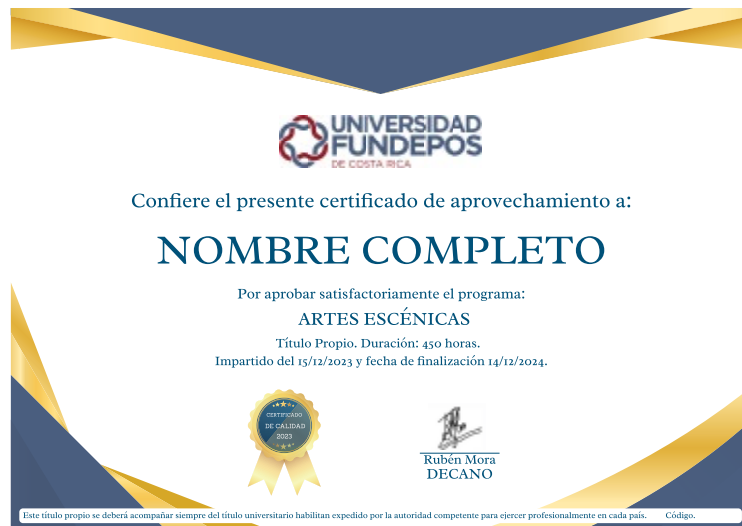 UNIVERSIDAD
FUNDEPOS
DE COSTA RICA
Confiere el presente certificado de aprovechamiento a:
NOMBRE COMPLETO
Por aprobar satisfactoriamente el programa:
ARTES ESCÉNICAS
Título Propio. Duración: 450 horas.
Impartido del 15/12/2023 y fecha de finalización 14/12/2024.
CERTIFICADO
DE CALIDAD
2023
Rubén Mora
DECANO
Este título propio se deberá acompañar siempre del título universitario habilitan expedido por la autoridad competente para ejercer profesionalmente en cada país. Código.